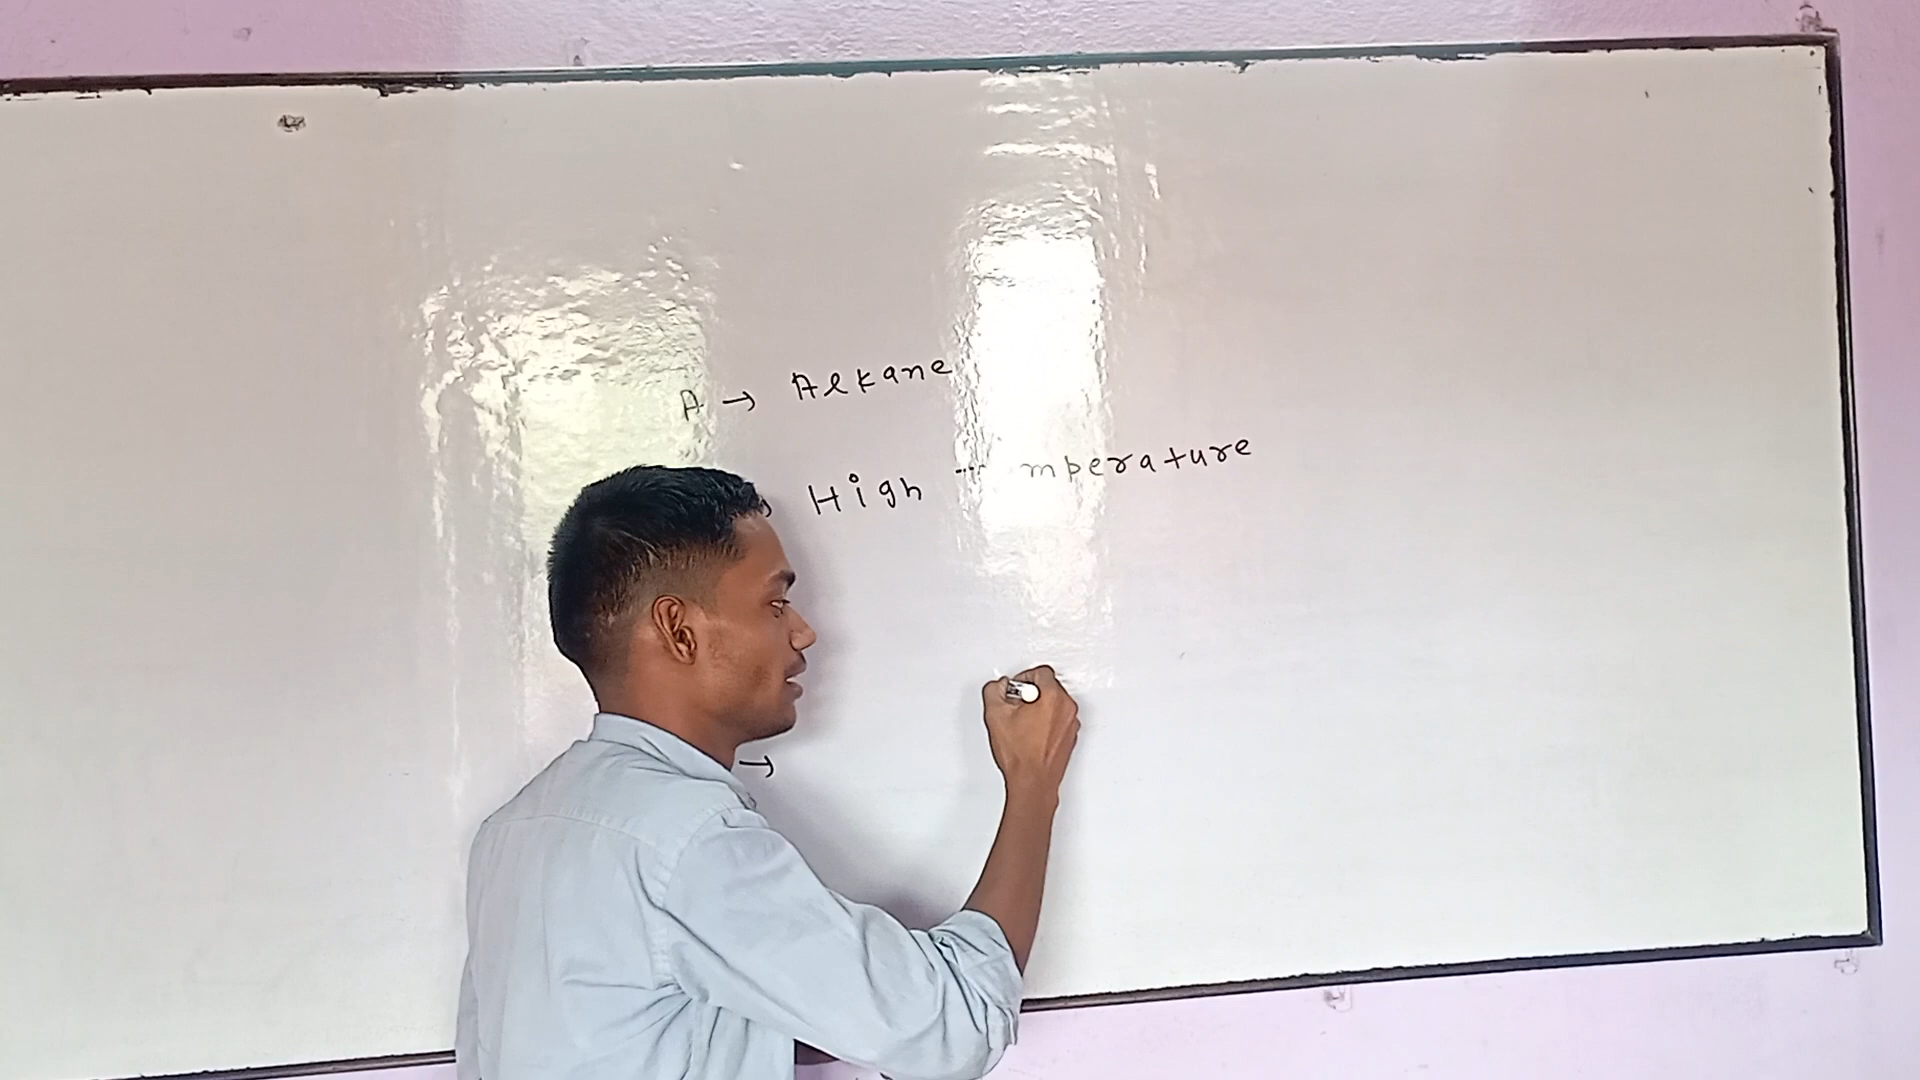 A → Alkane
High mperature
→